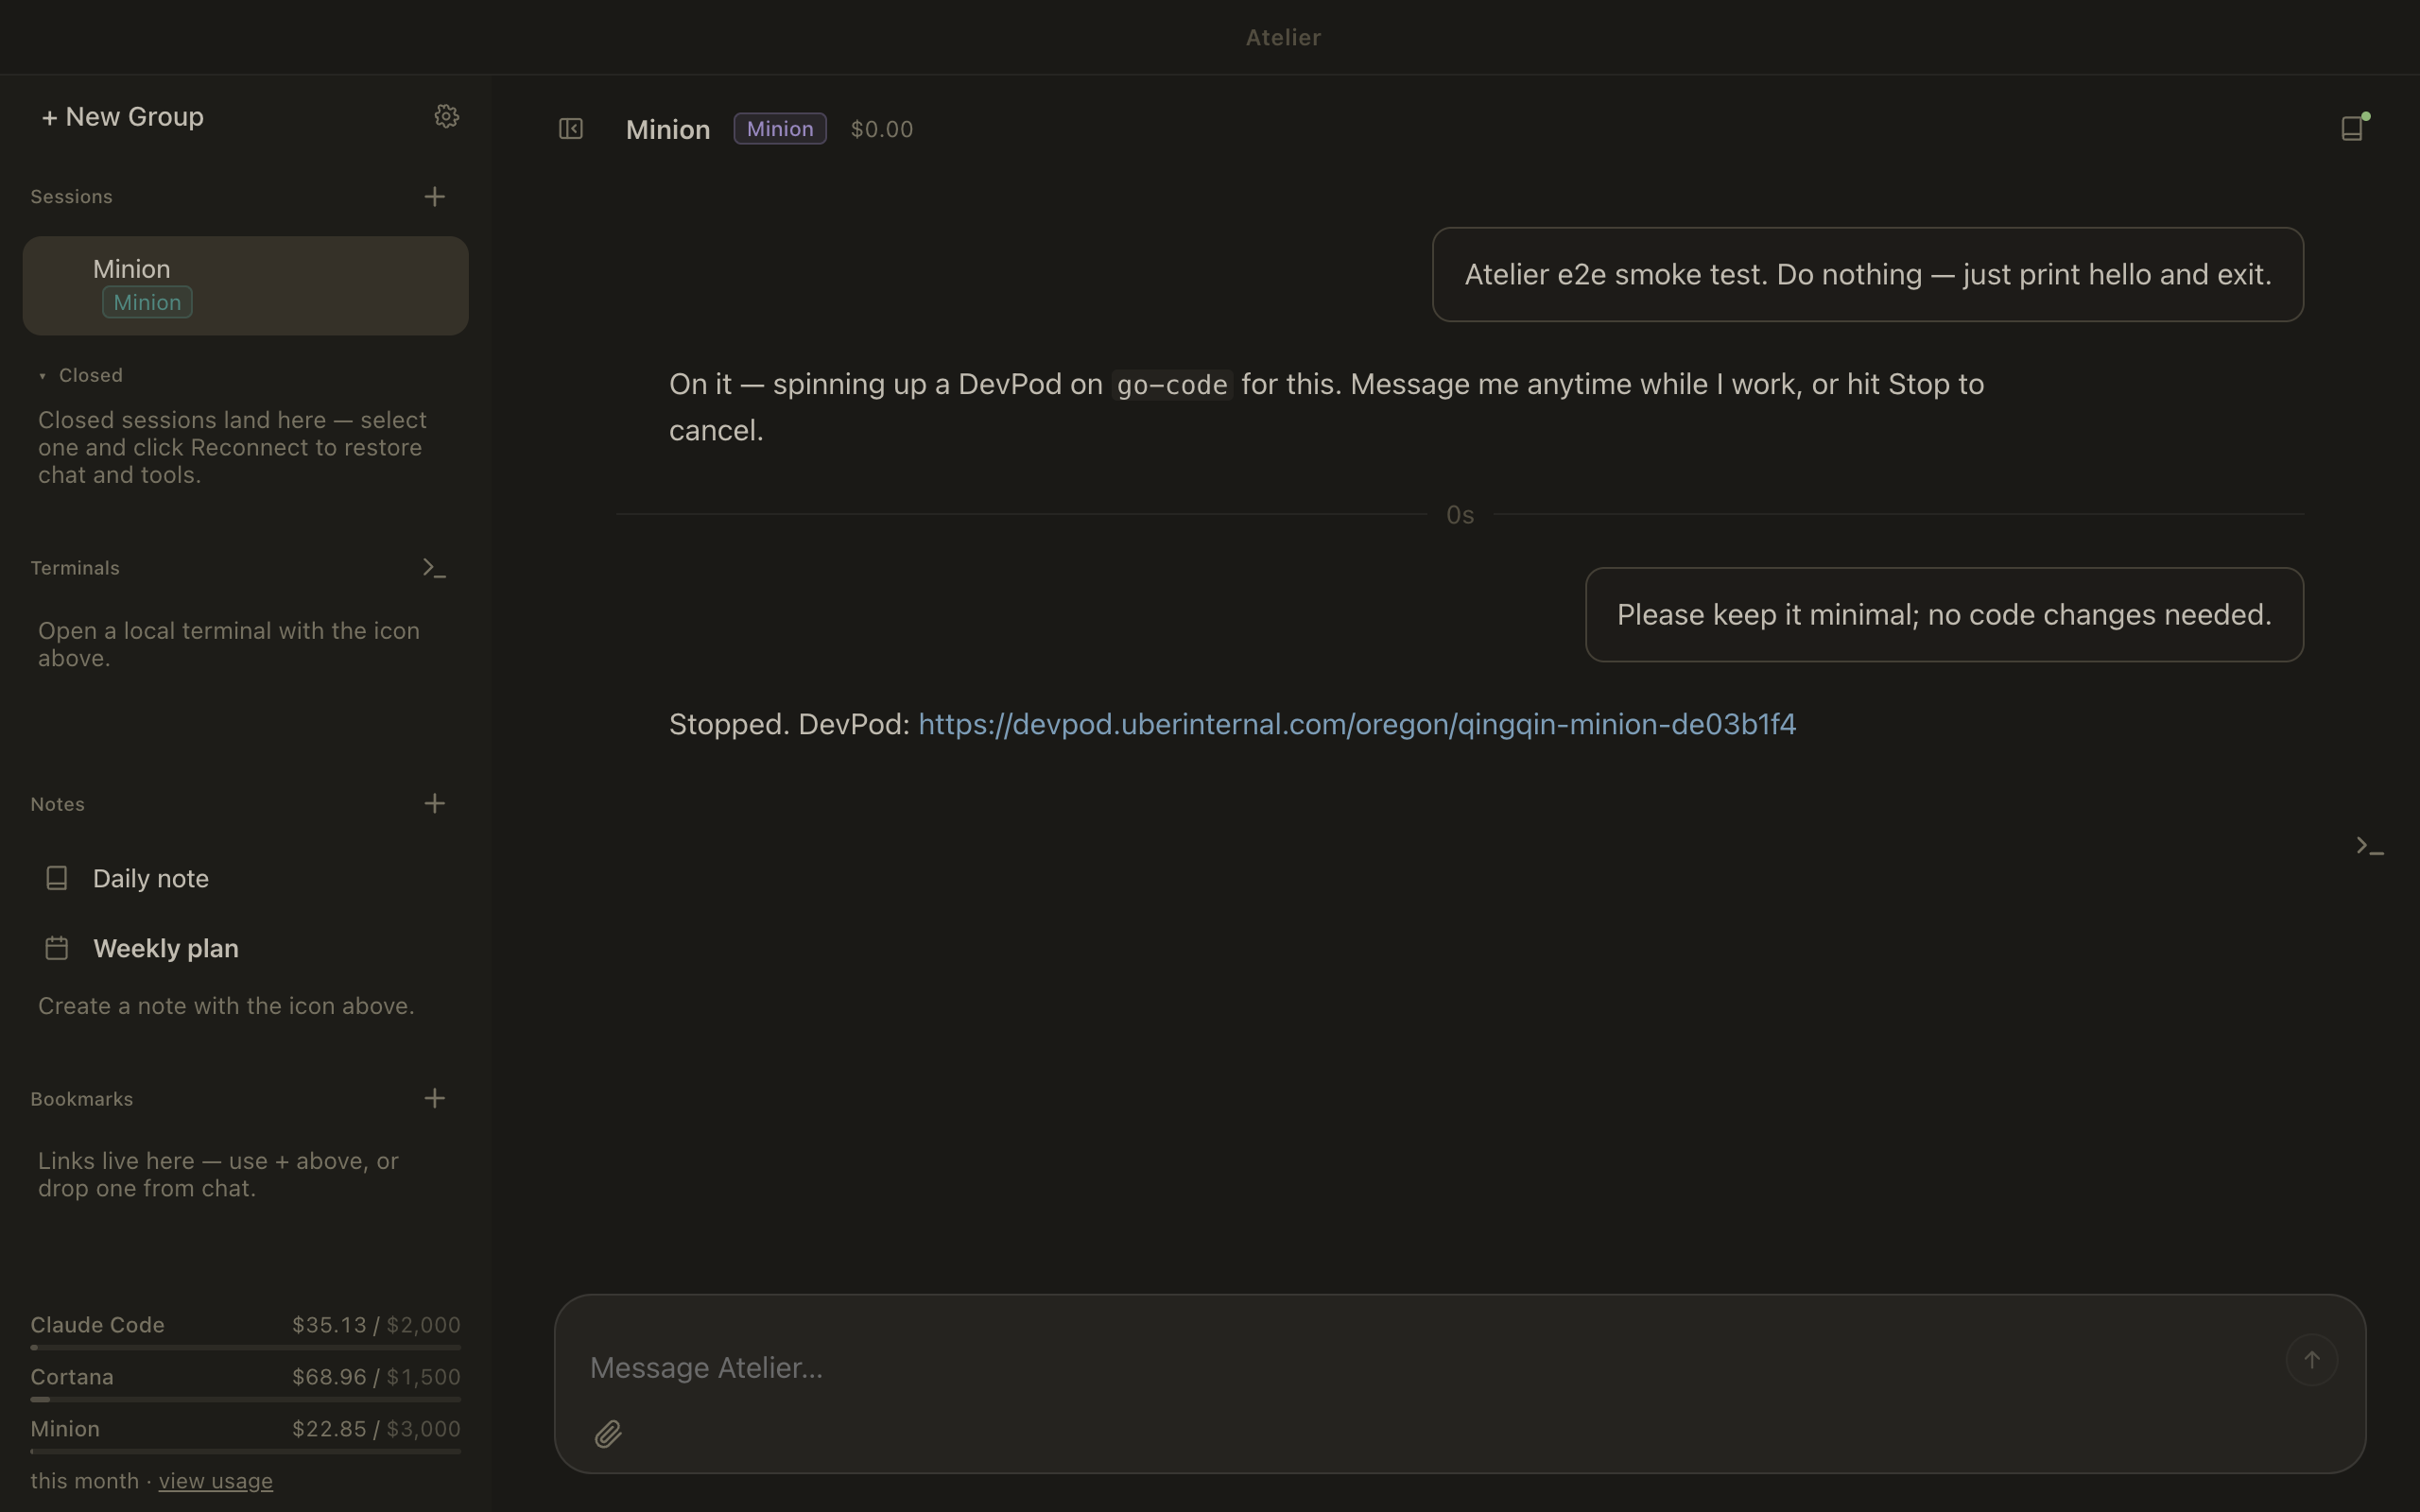 Atelier
+ New Group
Sessions
Minion
Minion
Closed
Closed sessions land here — select
one and click Reconnect to restore
chat and tools.
Terminals
Open a local terminal with the icon
above.
Notes
Daily note
Weekly plan
Create a note with the icon above.
Bookmarks
Links live here — use + above, or
drop one from chat.
Claude Code $35.13 / $2,000
Cortana $68.96 / $1,500
Minion $22.85 / $3,000
this month · view usage
Minion Minion $0.00
Atelier e2e smoke test. Do nothing — just print hello and exit.
On it — spinning up a DevPod on go-code for this. Message me anytime while I work, or hit Stop to
cancel.
0s
Please keep it minimal; no code changes needed.
Stopped. DevPod: https://devpod.uberinternal.com/oregon/qingqin-minion-de03b1f4
Message Atelier...